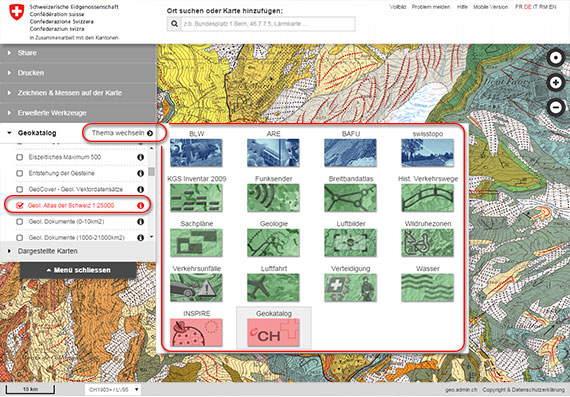 Schweizerische Eidgenossenschaft
Confédération suisse
Confederazione Svizzera
Confederaziun svizra
In Zusammenarbeit mit den Kantonen
Ort suchen oder Karte hinzufügen:
z.B. Bundesplatz 1 Bern, 46.7 7.5, Lärmkarte...
Vollbild Problem melden Hilfe Mobile Version FR DE IT RM EN
Share
Drucken
Zeichnen & Messen auf der Karte
Erweiterte Werkzeuge
Geokatalog Thema wechseln
Eiszeitliches Maximum 500
Entstehung der Gesteine
GeoCover - Geol. Vektordatensätze
Geol. Atlas der Schweiz 1:25000
Geol. Dokumente (0-10km2)
Geol. Dokumente (1000-21000km2)
Dargestellte Karten
Menü schliessen
BLW ARE BAFU swisstopo
KGS Inventar 2009 Funksender Breitbandatlas Hist. Verkehrswege
Sachpläne Geologie Luftbilder Wildruhezonen
Verkehrsunfälle Luftfahrt Verteidigung Wasser
INSPIRE Geokatalog
eCH
10 km
CH1903+ / LV95
geo.admin.ch Copyright & Datenschutzerklärung